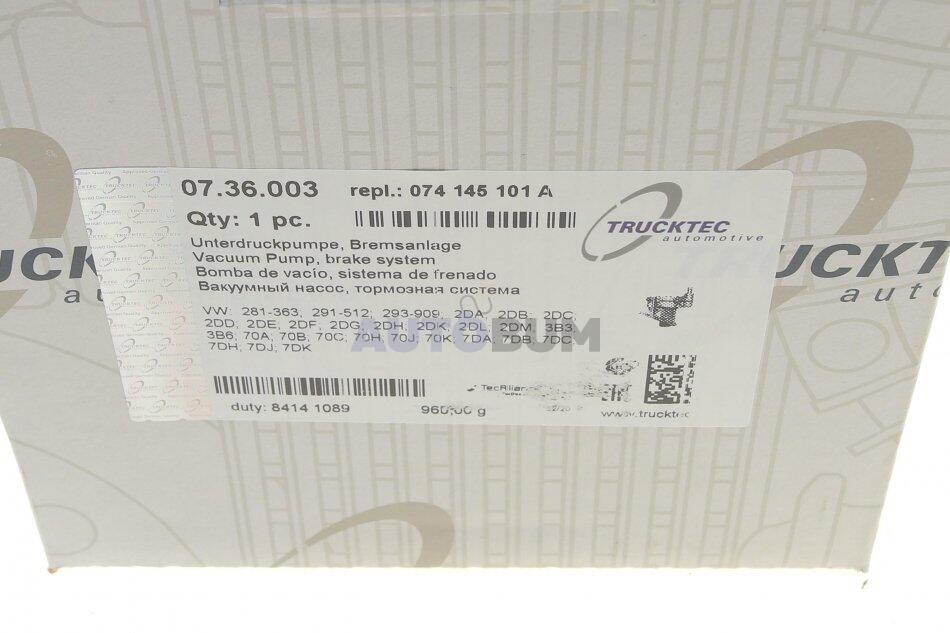 07.36.003 repl.: 074 145 101 A
Qty: 1 pc.
TRUCKTEC
automotive
Unterdruckpumpe, Bremsanlage
Vacuum Pump, brake system
Bomba de vacío, sistema de frenado
Вакуумный насос, тормозная система
VW: 281-363; 291-512; 293-909; 2DA; 2DB; 2DC;
2DD; 2DE; 2DF; 2DG; 2DH; 2DK; 2DL; 2DM; 3B3;
3B6; 70A; 70B; 70C; 70H; 70J; 70K; 7DA; 7DB; 7DC;
7DH; 7DJ; 7DK
AUTOBUM
duty: 8414 1089 960,00 g
www.trucktec
UCKTEC
auto